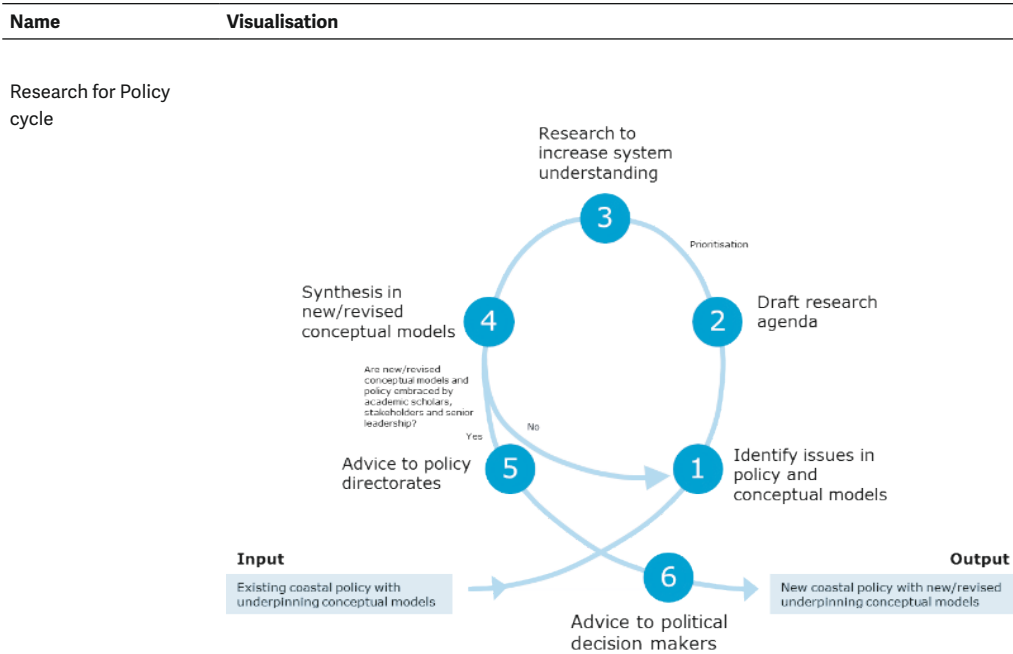 Name Visualisation
Research for Policy
cycle
Research to
increase system
understanding
3
Prioritisation
Synthesis in
new/revised
conceptual models
4
2
Draft research
agenda
Are new/revised
conceptual models and
policy embraced by
academic scholars,
stakeholders and senior
leadership?
Yes
No
Advice to policy
directorates
5
1
Identify issues in
policy and
conceptual models
Input
Existing coastal policy with
underpinning conceptual models
6
Advice to political
decision makers
Output
New coastal policy with new/revised
underpinning conceptual models